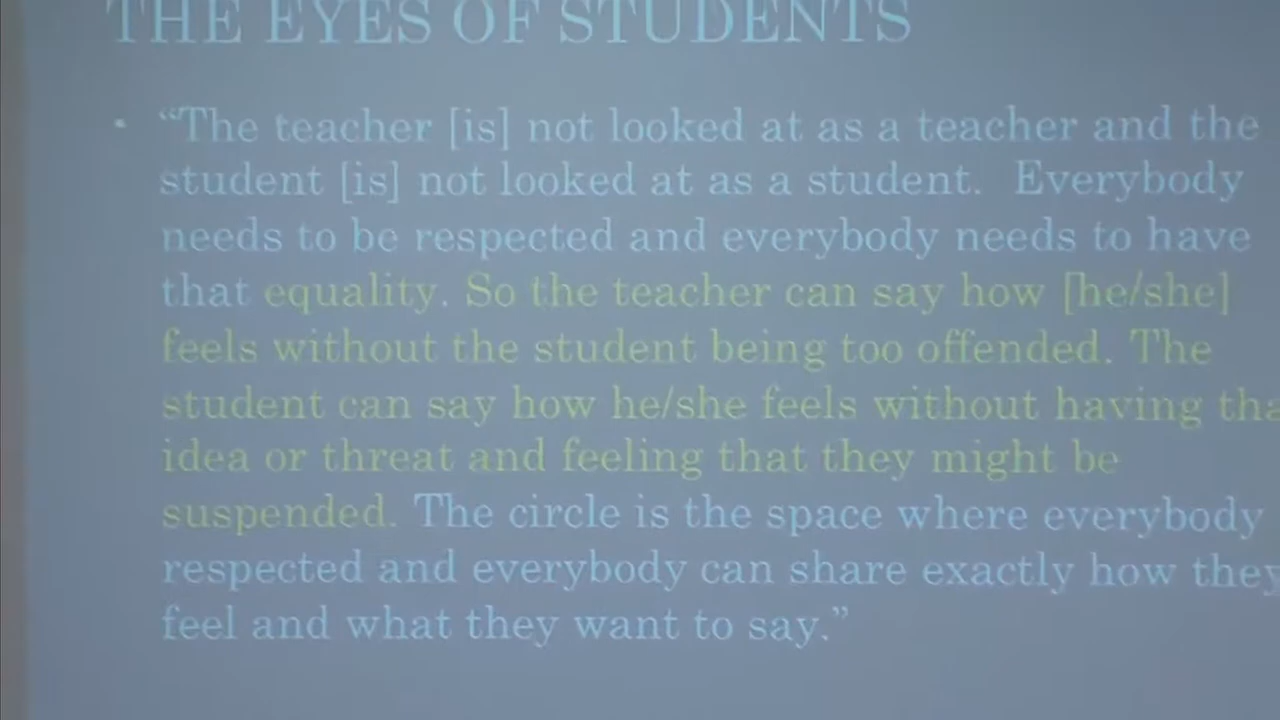 THE EYES OF STUDENTS
• “The teacher [is] not looked at as a teacher and the
student [is] not looked at as a student. Everybody
needs to be respected and everybody needs to have
that equality. So the teacher can say how [he/she]
feels without the student being too offended. The
student can say how he/she feels without having tha
idea or threat and feeling that they might be
suspended. The circle is the space where everybody
respected and everybody can share exactly how they
feel and what they want to say.”